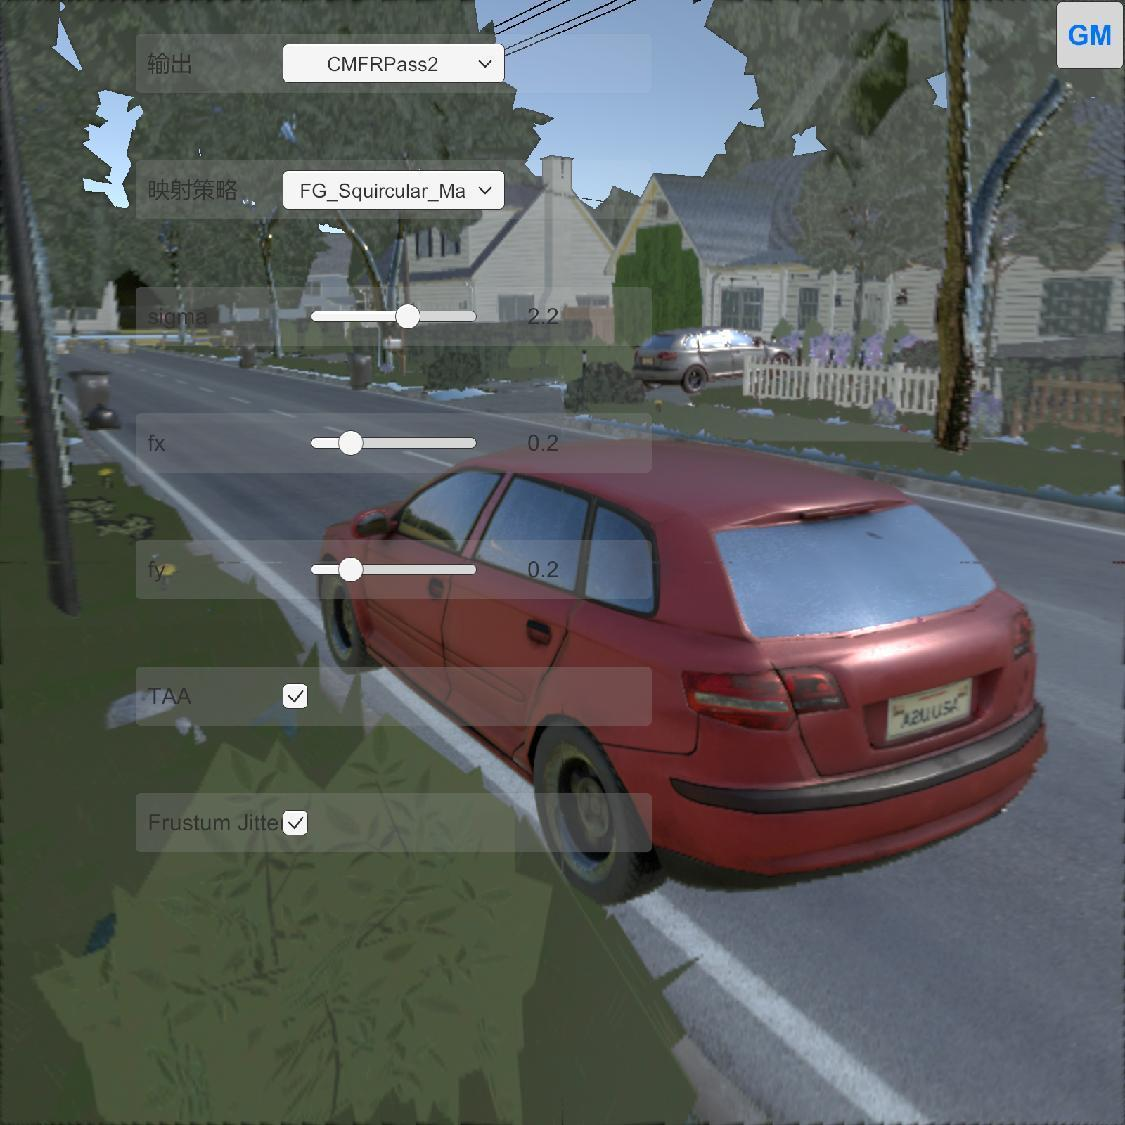 GM
输出 CMFRPass2
映射策略 FG_Squircular_Ma
sigma 2.2
fx 0.2
fy 0.2
TAA
Frustum Jitte